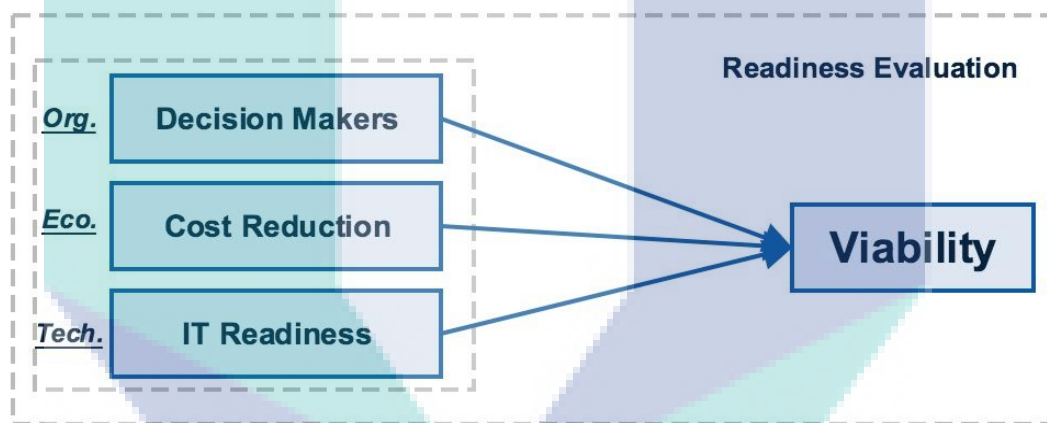 Readiness Evaluation
Org.
Decision Makers
Eco.
Cost Reduction
Viability
Tech.
IT Readiness